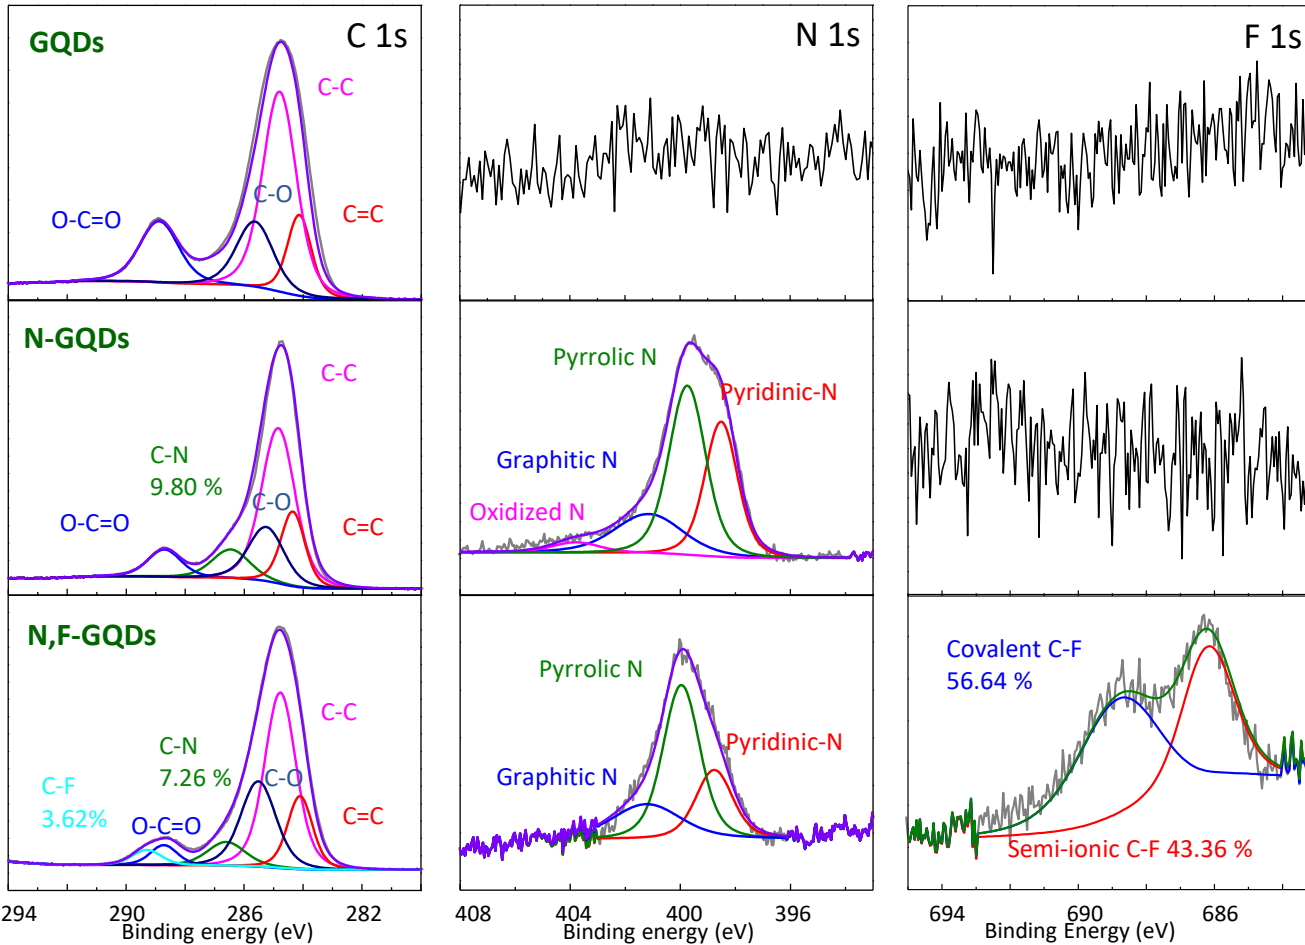 GQDs
C 1s
C-C
C-O
O-C=O
C=C
N 1s
F 1s
N-GQDs
C-C
C-N
9.80 %
C-O
O-C=O
C=C
Pyrrolic N
Pyridinic-N
Graphitic N
Oxidized N
N,F-GQDs
C-C
C-N
7.26 %
C-O
C-F
3.62%
O-C=O
C=C
Pyrrolic N
Pyridinic-N
Graphitic N
Covalent C-F
56.64 %
Semi-ionic C-F 43.36 %
294 290 286 282
Binding energy (eV)
408 404 400 396
Binding energy (eV)
694 690 686
Binding Energy (eV)